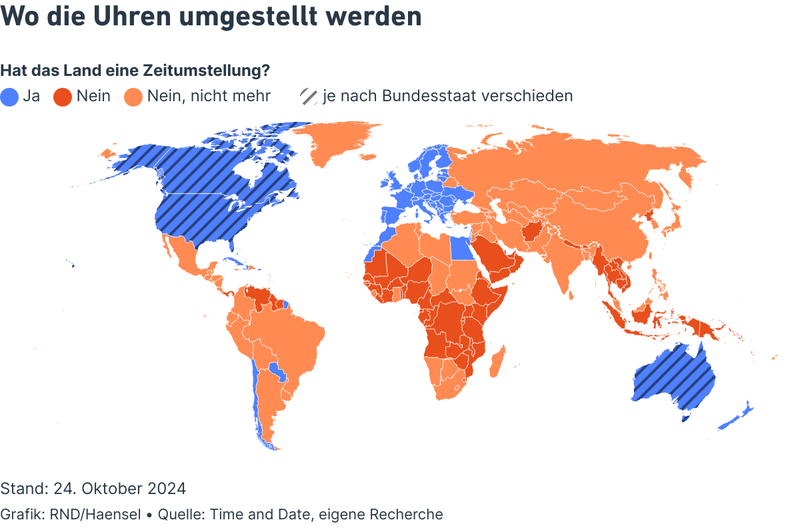 Wo die Uhren umgestellt werden
Hat das Land eine Zeitumstellung?
Ja Nein Nein, nicht mehr je nach Bundesstaat verschieden
Stand: 24. Oktober 2024
Grafik: RND/Haensel • Quelle: Time and Date, eigene Recherche